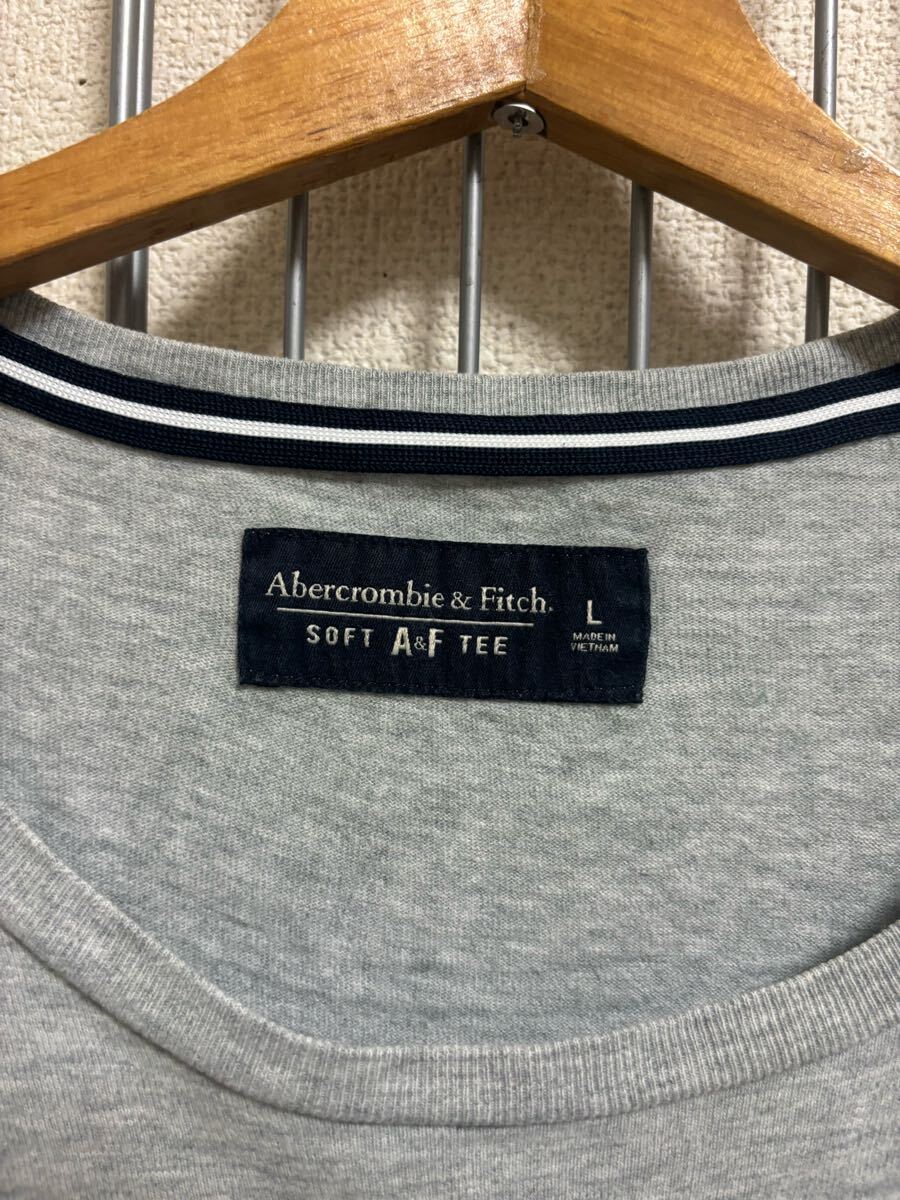 Abercrombie & Fitch.
SOFT A&F TEE
L
MADE IN
VIETNAM